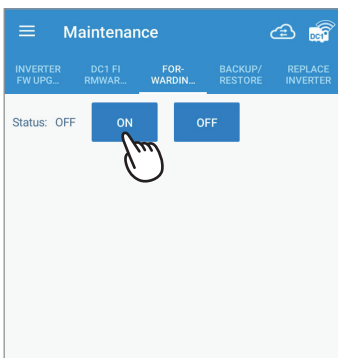 Maintenance
DC1
INVERTER
FW UPG...
DC1 FI
RMWAR...
FOR-
WARDIN...
BACKUP/
RESTORE
REPLACE
INVERTER
Status: OFF ON OFF